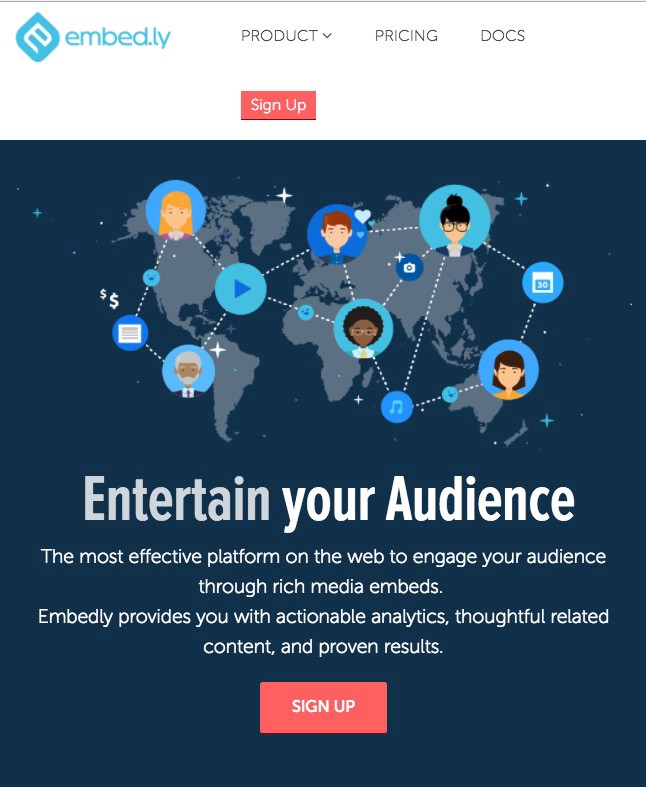 embed.ly
PRODUCT
PRICING
DOCS
Sign Up
$$
30
Entertain your Audience
The most effective platform on the web to engage your audience
through rich media embeds.
Embedly provides you with actionable analytics, thoughtful related
content, and proven results.
SIGN UP